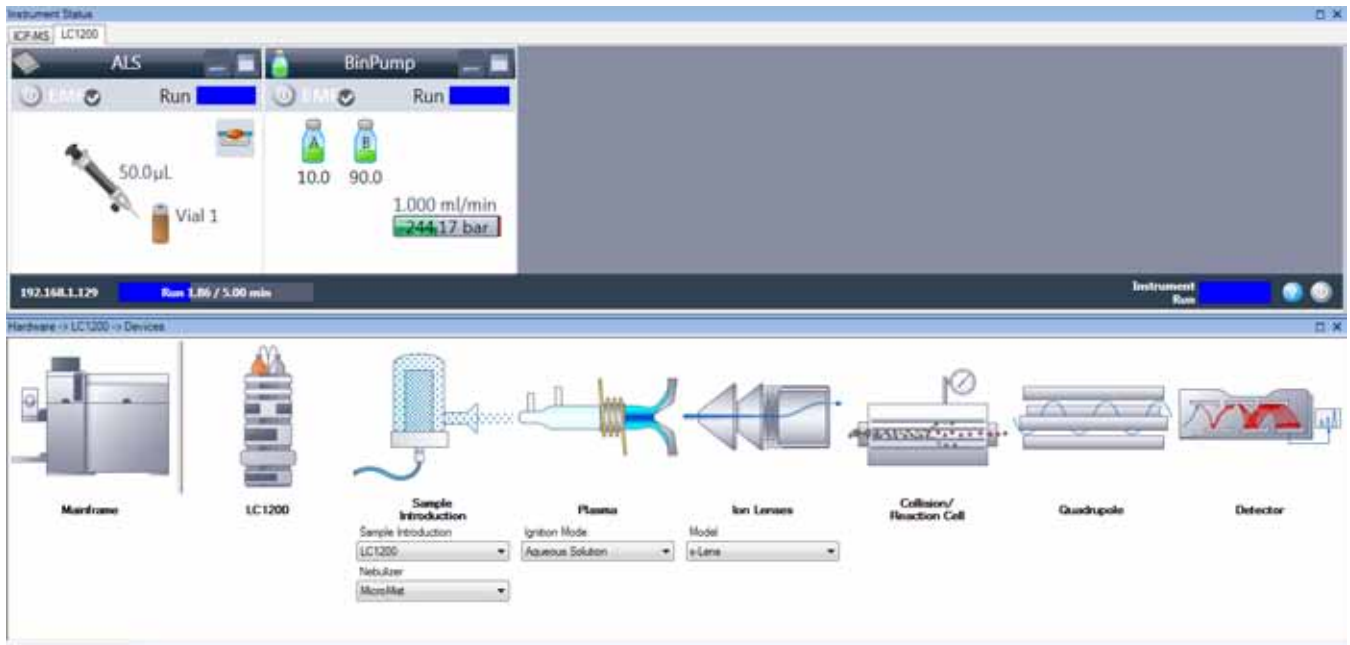 Instrument Status
ICP-MS LC1200
ALS
BinPump
EMF Run
EMF Run
50.0µL
Vial 1
A B
10.0 90.0
1.000 ml/min
244.17 bar
192.168.1.129 Run 1.86 / 5.00 min
Instrument
Run
Hardware -> LC1200 -> Devices
Mainframe
LC1200
Sample
Introduction
Plasma
Ion Lenses
Collision/
Reaction Cell
Quadrupole
Detector
Sample Introduction
LC1200
Nebulizer
MicroMist
Ignition Mode
Aqueous Solution
Model
x-Lens